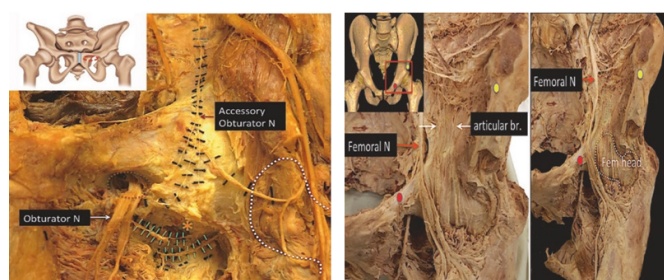 Accessory
Obturator N
Obturator N
Femoral N
articular br.
Femoral N
Fem head